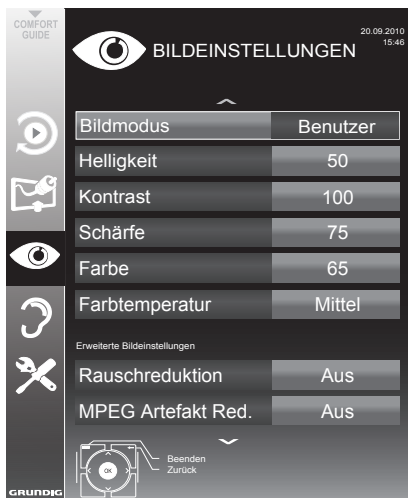 COMFORT
GUIDE
20.09.2010
15:46
BILDEINSTELLUNGEN
Bildmodus Benutzer
Helligkeit 50
Kontrast 100
Schärfe 75
Farbe 65
Farbtemperatur Mittel
Erweiterte Bildeinstellungen
Rauschreduktion Aus
MPEG Artefakt Red. Aus
Beenden
Zurück
OK
GRUNDIG